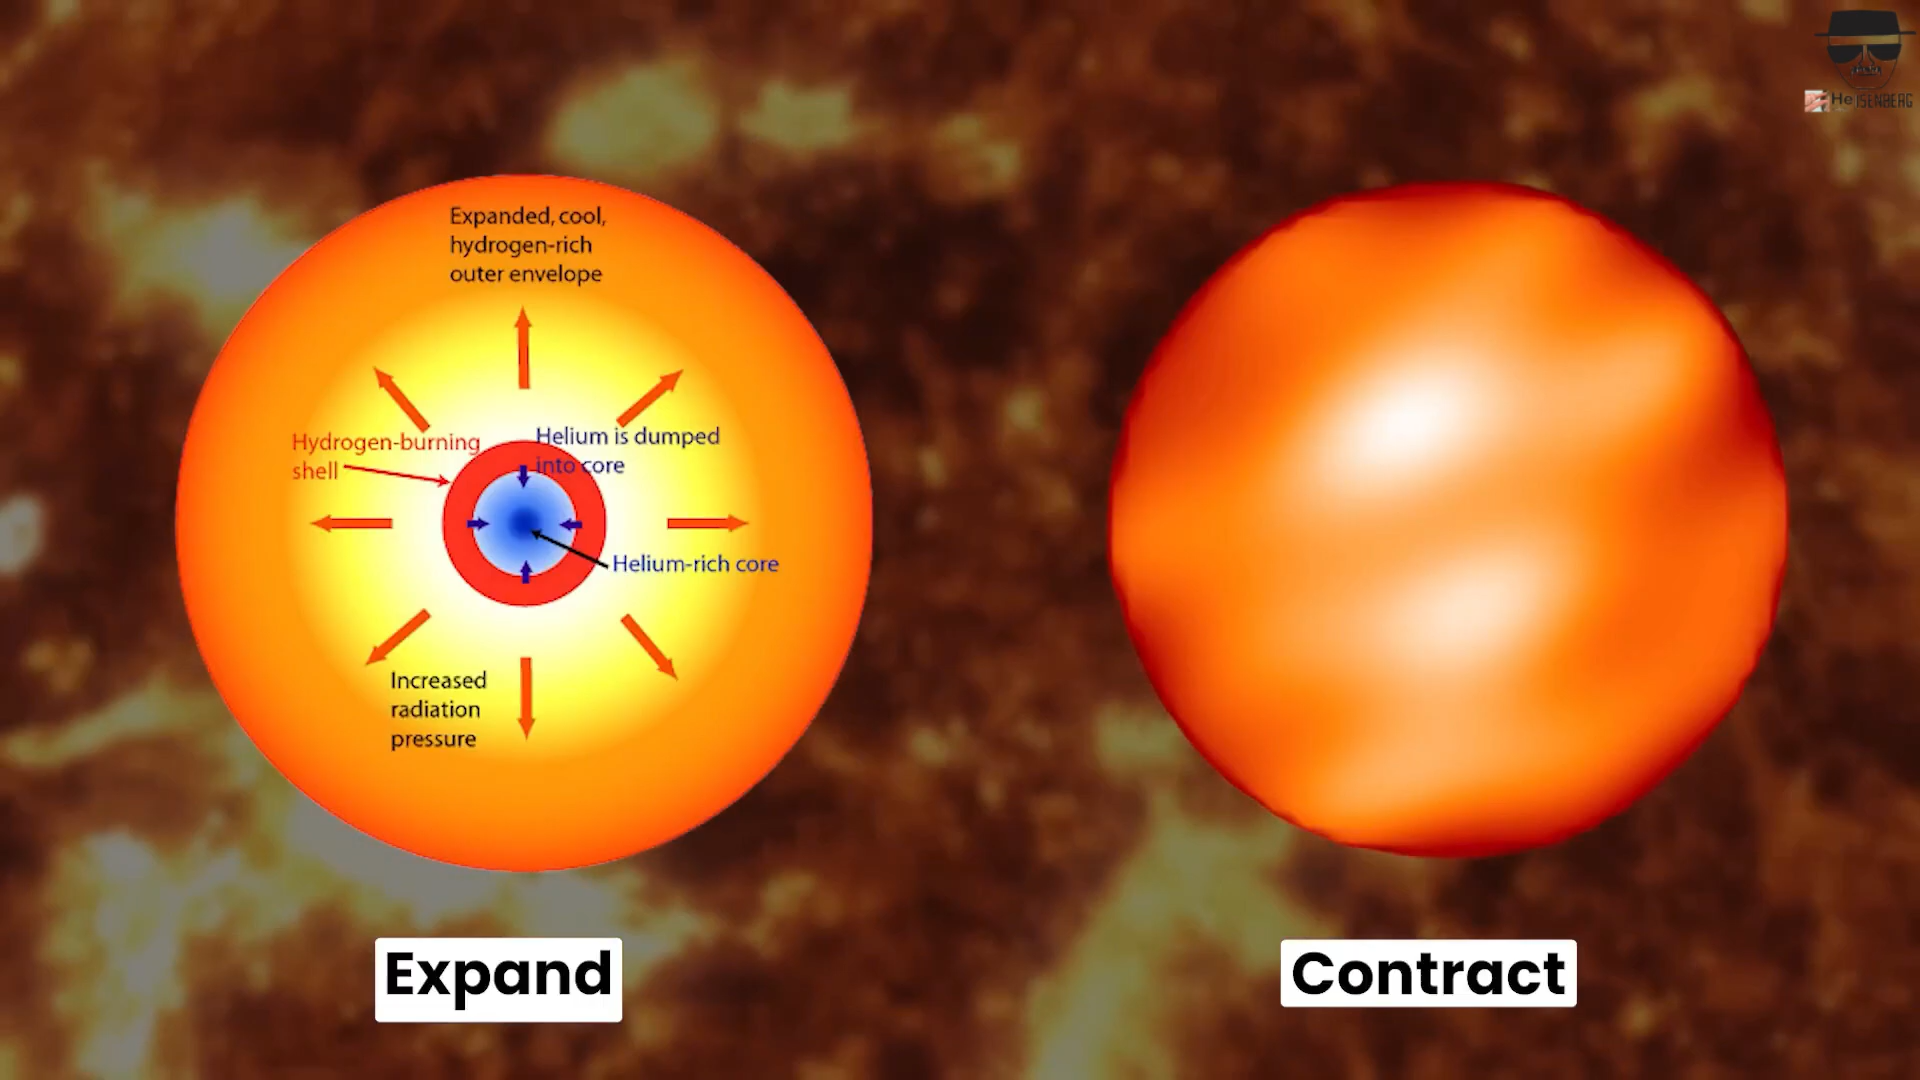 HeISENBERG
Expanded, cool,
hydrogen-rich
outer envelope
Hydrogen-burning
shell
Helium is dumped
into core
Helium-rich core
Increased
radiation
pressure
Expand
Contract